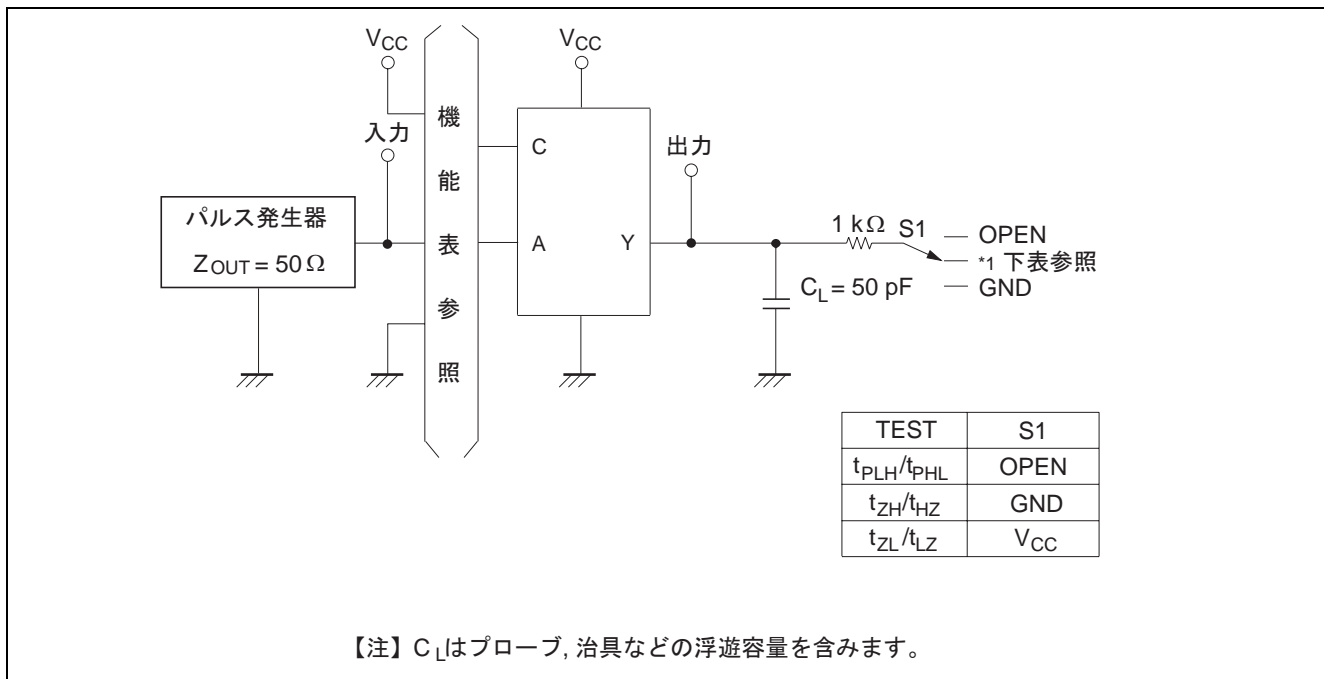 VCC
VCC
入力
機能表参照
C
A
Y
出力
パルス発生器
ZOUT = 50Ω
1 kΩ
S1
OPEN
*1 下表参照
GND
CL = 50 pF
TEST S1
tPLH/tPHL OPEN
tZH/tHZ GND
tZL/tLZ VCC
【注】CLはプローブ, 治具などの浮遊容量を含みます。